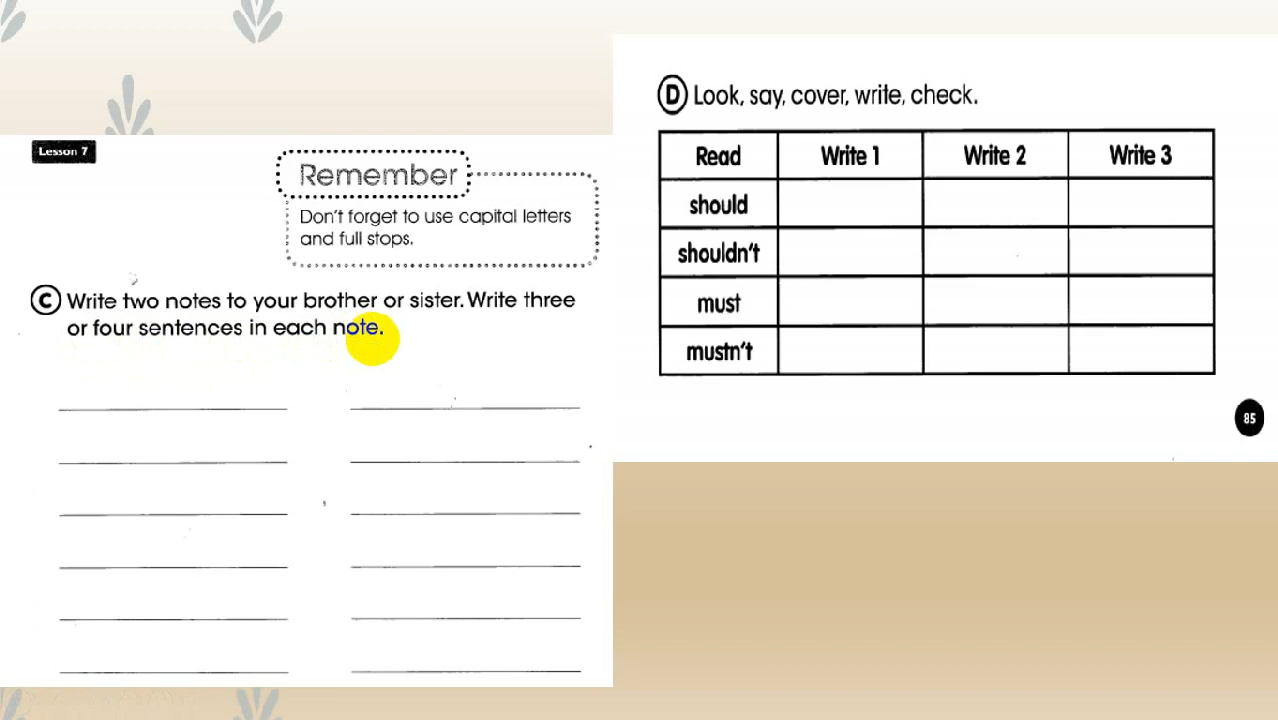 Lesson 7
Remember
Don't forget to use capital letters
and full stops.
C Write two notes to your brother or sister. Write three
or four sentences in each note.
D Look, say, cover, write, check.
Read Write 1 Write 2 Write 3
should
shouldn't
must
mustn't
85